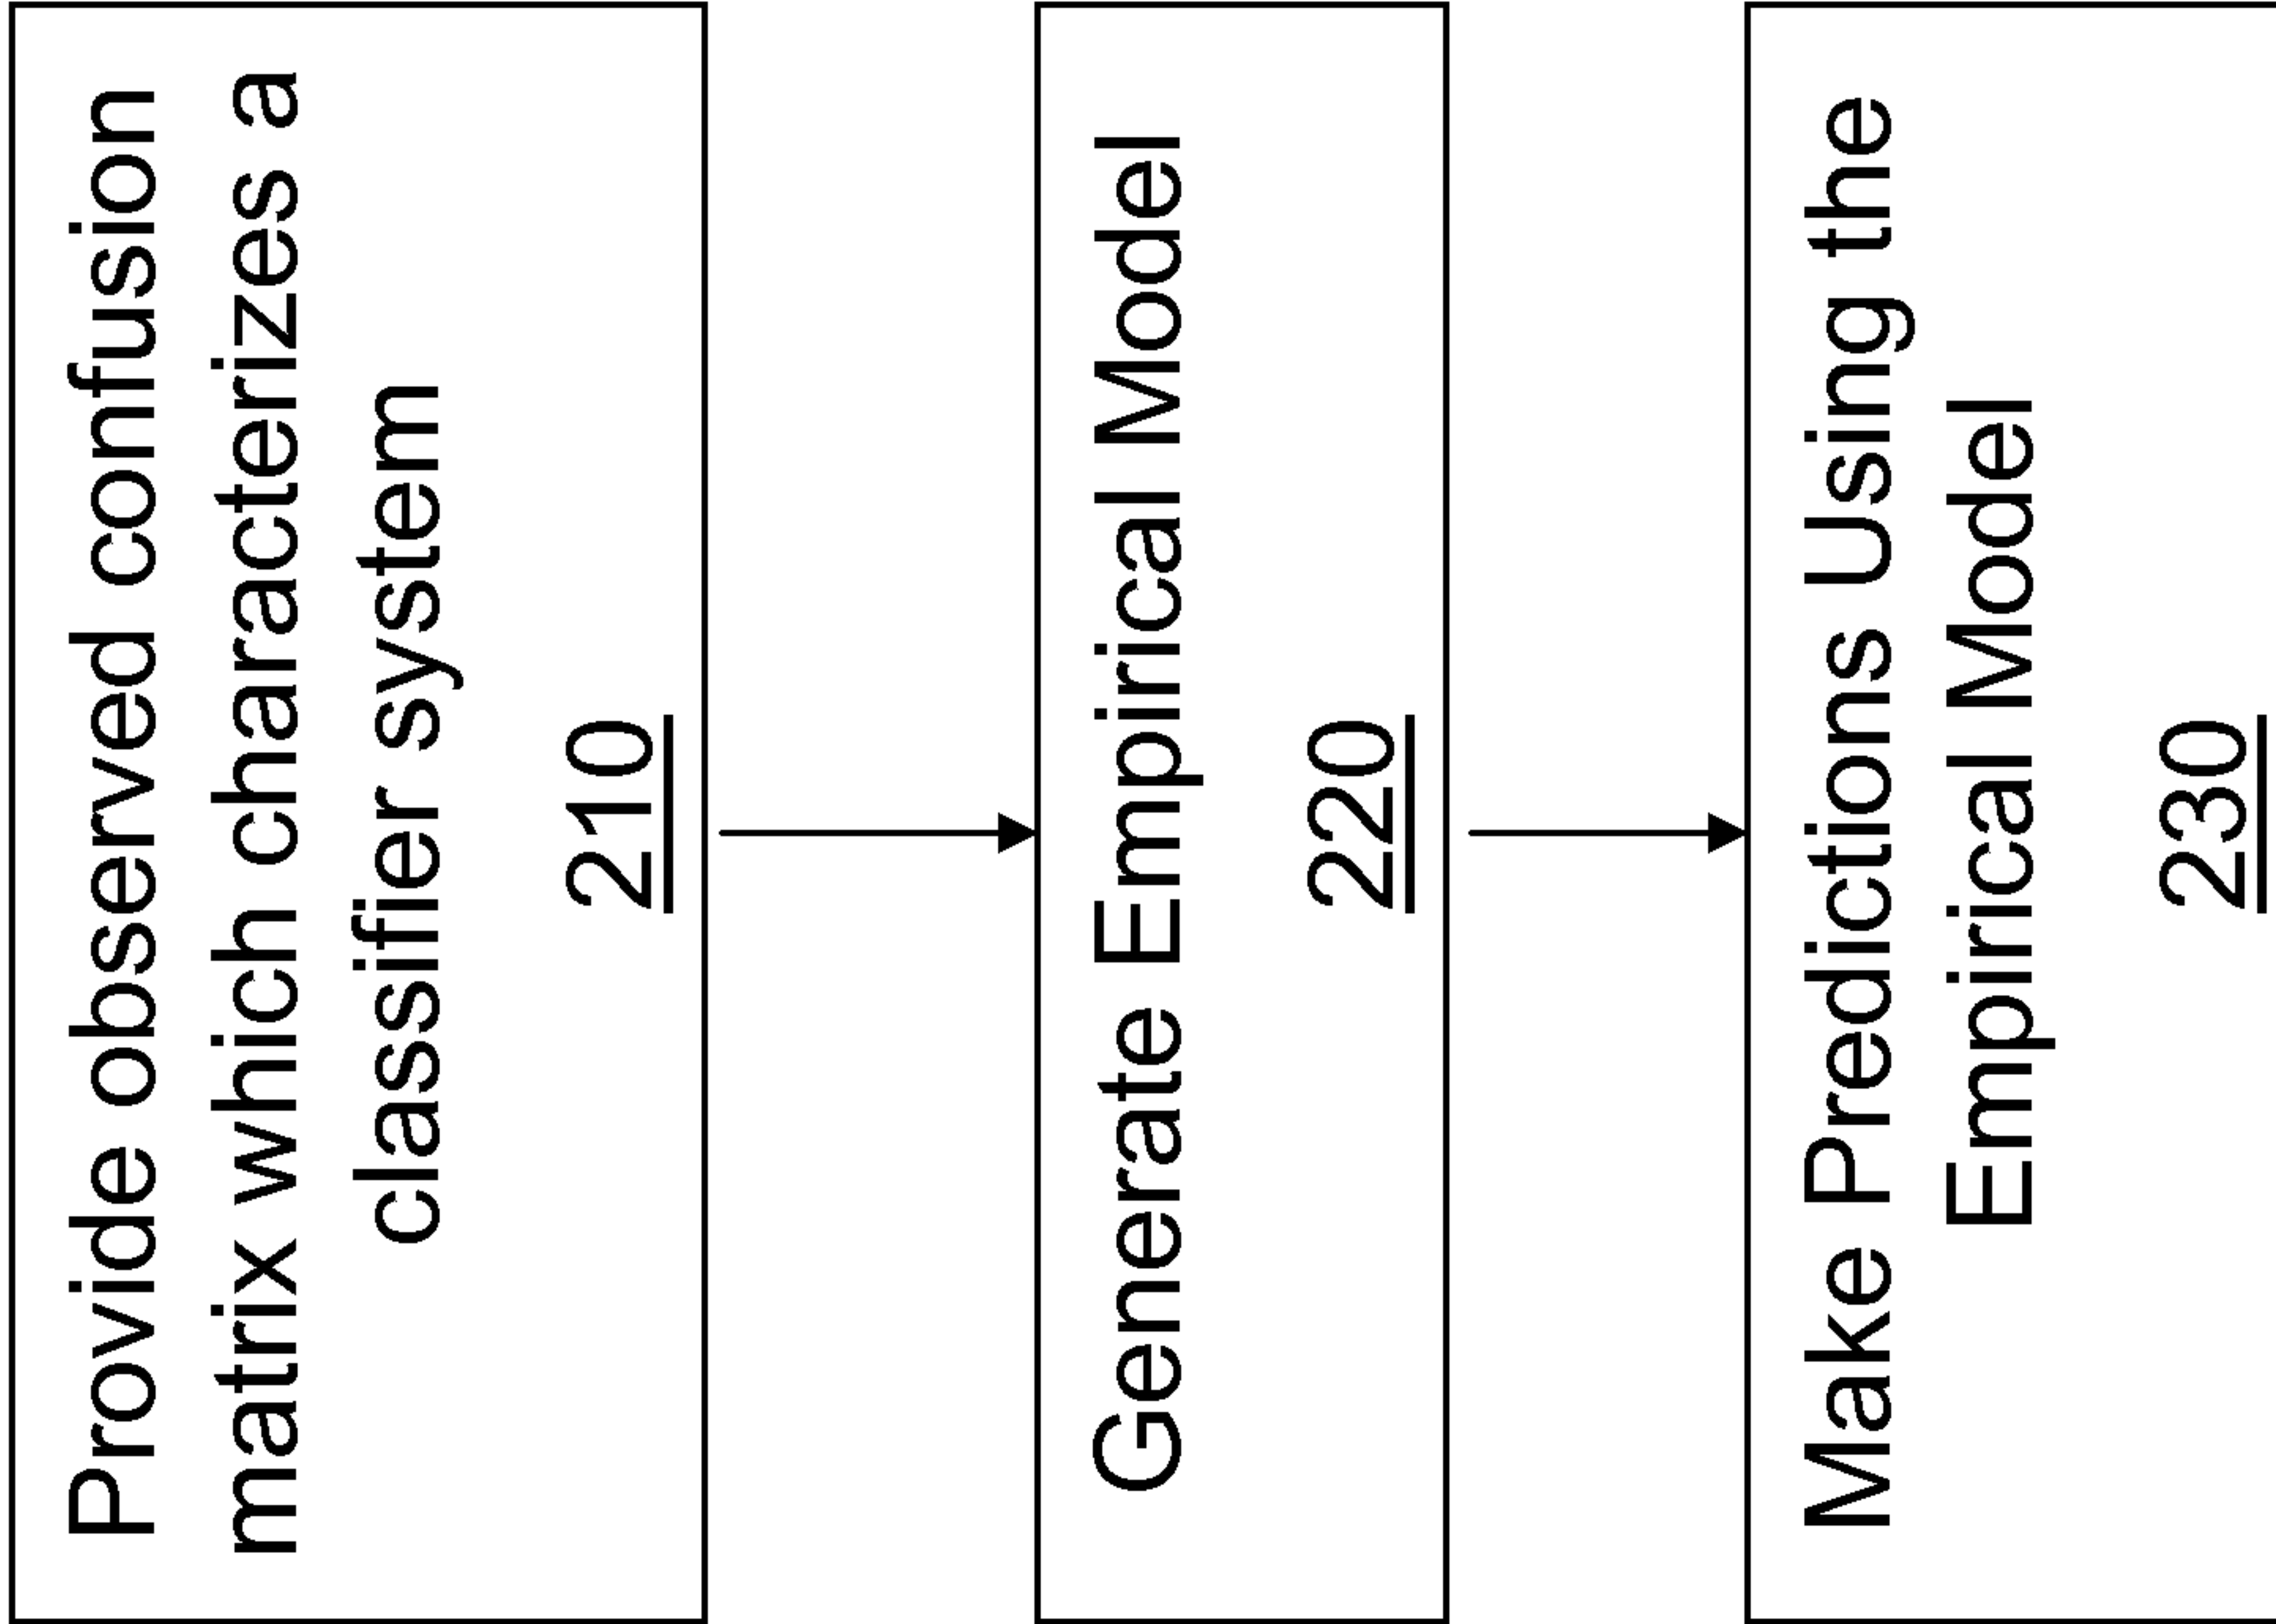 Provide observed confusion
matrix which characterizes a
classifier system
210
Generate Empirical Model
220
Make Predictions Using the
Empirical Model
230